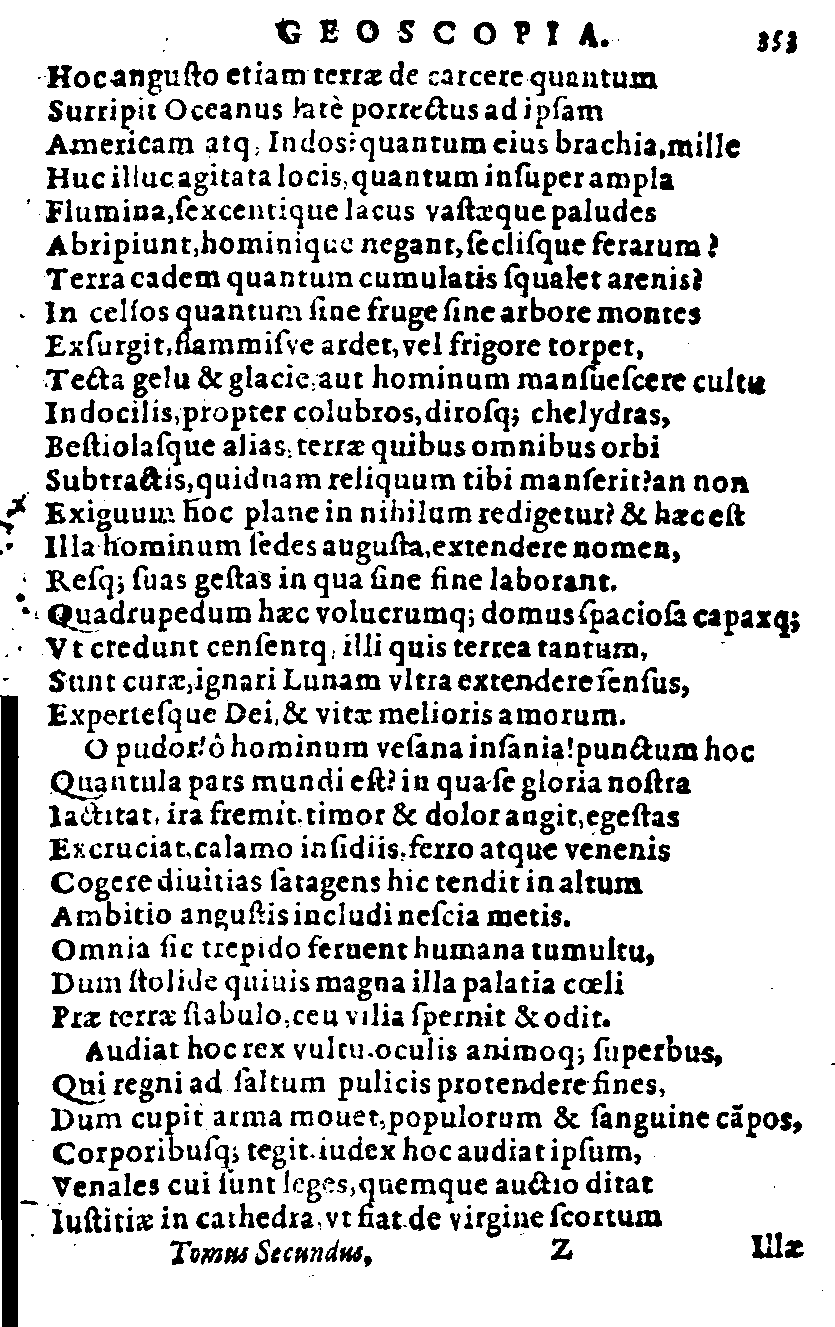 GEOSCOPIA. 353
Hoc angusto etiam terræ de carcere quantum
Surripit Oceanus latè porrectus ad ipsam
Americam atq; Indos? quantum eius brachia, mille
Huc illuc agitata locis, quantum insuper ampla
Flumina, sexcentique lacus vastæque paludes
Abripiunt, hominique negant, seclisque ferarum?
Terra eadem quantum cumulatis squalet arenis?
In celsos quantum sine fruge sine arbore montes
Exsurgit, flammisve ardet, vel frigore torpet,
Tecta gelu & glacie, aut hominum mansuescere cultu
Indocilis, propter colubros, dirosq; chelydras,
Bestiolasque alias, terræ quibus omnibus orbi
Subtractis, quidnam reliquum tibi manserit? an non
Exiguum hoc plane in nihilum redigetur? & hæc est
Illa hominum sedes augusta, extendere nomen,
Resq; suas gestas in qua sine fine laborant.
Quadrupedum hæc volucrumq; domus spaciosa capaxq;
Vt credunt censentq; illi quis terrea tantum,
Sunt curæ, ignari Lunam vltra extendere sensus,
Expertesque Dei, & vitæ melioris amorum.
O pudor! ô hominum vesana insania! punctum hoc
Quantula pars mundi est? in qua se gloria nostra
Iactitat, ira fremit, timor & dolor angit, egestas
Excruciat, calamo insidiis, ferro atque venenis
Cogere diuitias satagens hic tendit in altum
Ambitio angustis includi nescia metis.
Omnia sic trepido feruent humana tumultu,
Dum stolide quiuis magna illa palatia cœli
Præ terræ stabulo, ceu vilia spernit & odit.
Audiat hoc rex vultu, oculis animoq; superbus,
Qui regni ad saltum pulicis protendere fines,
Dum cupit arma mouet, populorum & sanguine cãpos,
Corporibusq; tegit, iudex hoc audiat ipsum,
Venales cui sunt leges, quemque auctio ditat
Iustitiæ in cathedra, vt fiat de virgine scortum
Tomus Secundus, Z Illæ